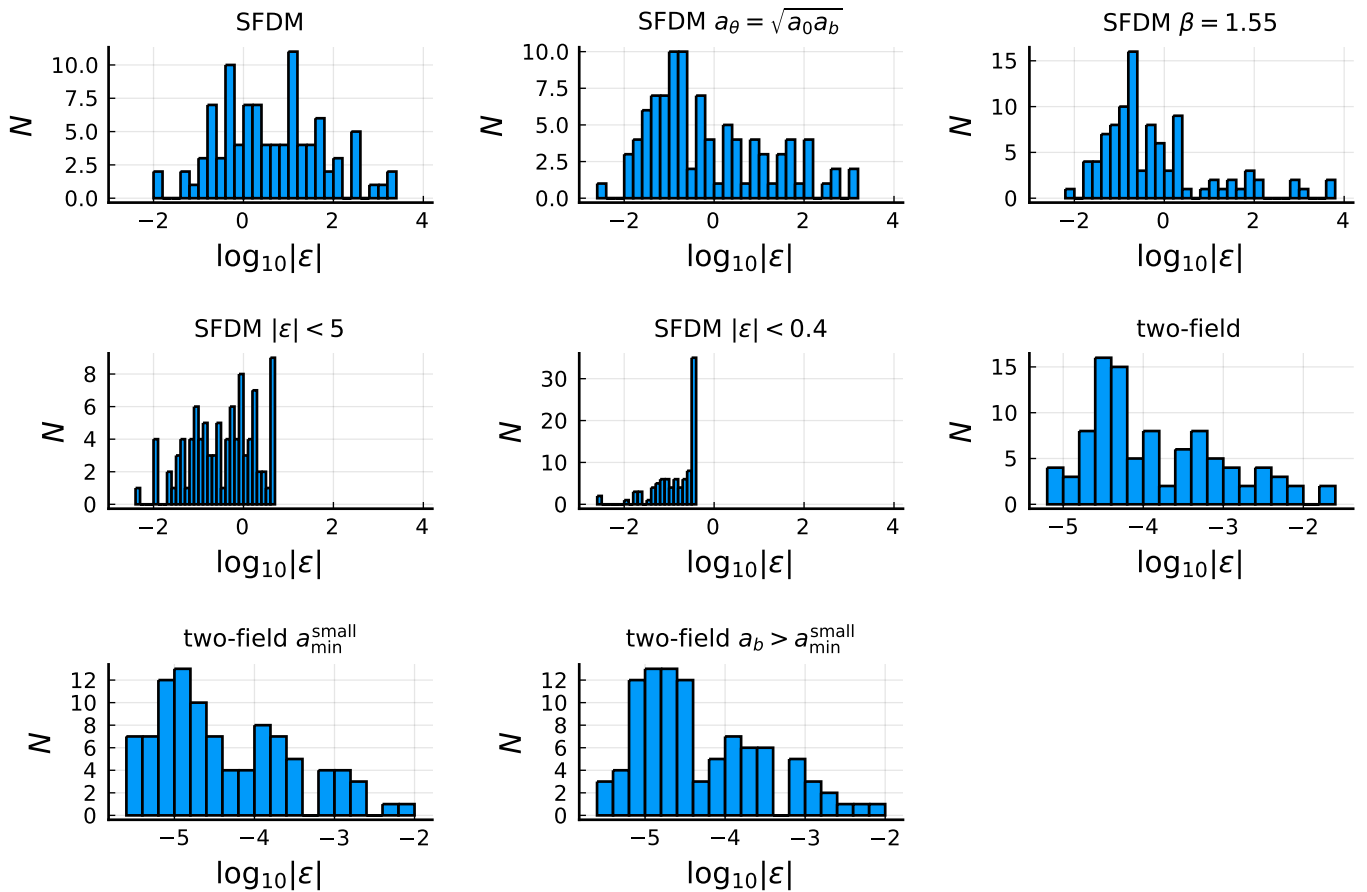 SFDM
SFDM a_θ = √(a₀a_b)
SFDM β = 1.55
N
10.0
7.5
5.0
2.5
0.0
−2 0 2 4
log₁₀|ε|
N
10.0
7.5
5.0
2.5
0.0
−2 0 2 4
log₁₀|ε|
N
15
10
5
0
−2 0 2 4
log₁₀|ε|
SFDM |ε| < 5
SFDM |ε| < 0.4
two-field
N
8
6
4
2
0
−2 0 2 4
log₁₀|ε|
N
30
20
10
0
−2 0 2 4
log₁₀|ε|
N
15
10
5
0
−5 −4 −3 −2
log₁₀|ε|
two-field a_min^small
two-field a_b > a_min^small
N
12
10
8
6
4
2
0
−5 −4 −3 −2
log₁₀|ε|
N
12
10
8
6
4
2
0
−5 −4 −3 −2
log₁₀|ε|